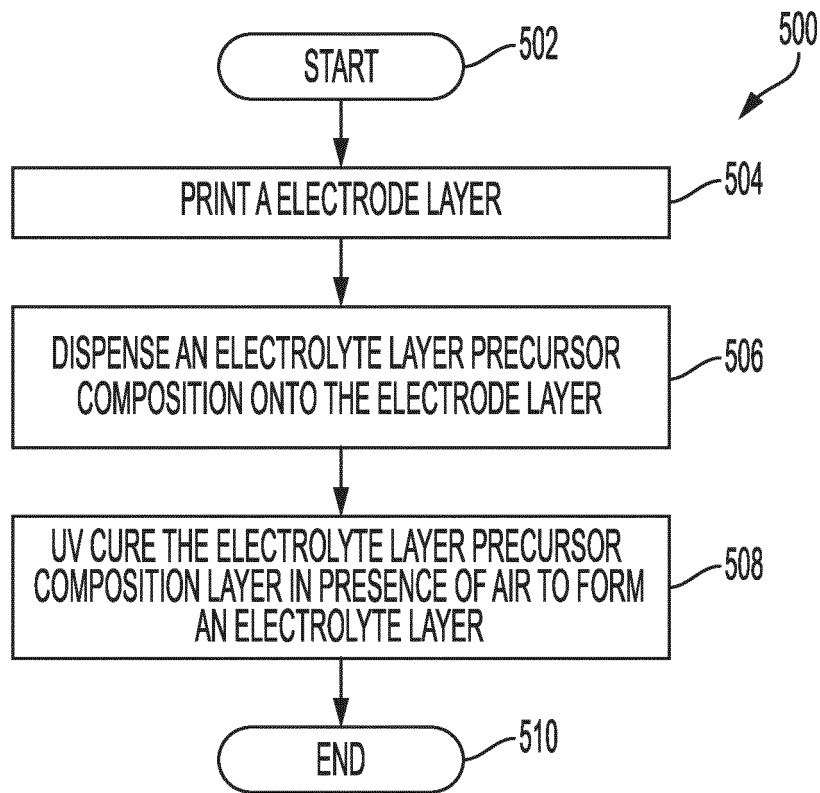 START
502
500
PRINT A ELECTRODE LAYER
504
DISPENSE AN ELECTROLYTE LAYER PRECURSOR
COMPOSITION ONTO THE ELECTRODE LAYER
506
UV CURE THE ELECTROLYTE LAYER PRECURSOR
COMPOSITION LAYER IN PRESENCE OF AIR TO FORM
AN ELECTROLYTE LAYER
508
END
510